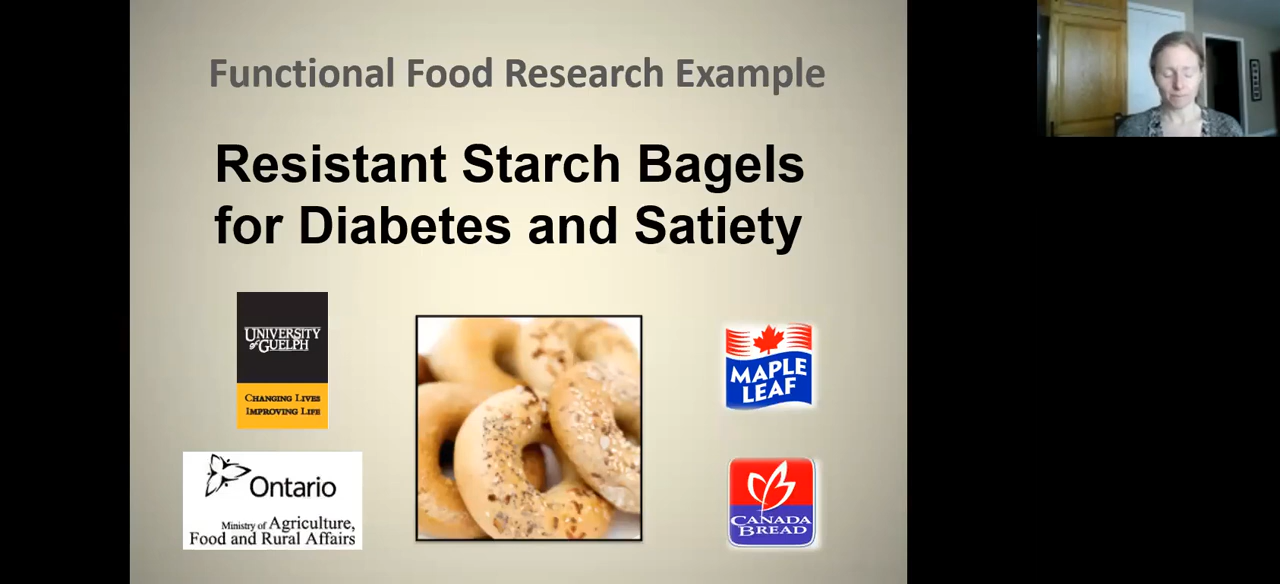 Functional Food Research Example
Resistant Starch Bagels
for Diabetes and Satiety
UNIVERSITY
of GUELPH
CHANGING LIVES
IMPROVING LIFE
Ontario
Ministry of Agriculture,
Food and Rural Affairs
MAPLE
LEAF
CANADA
BREAD